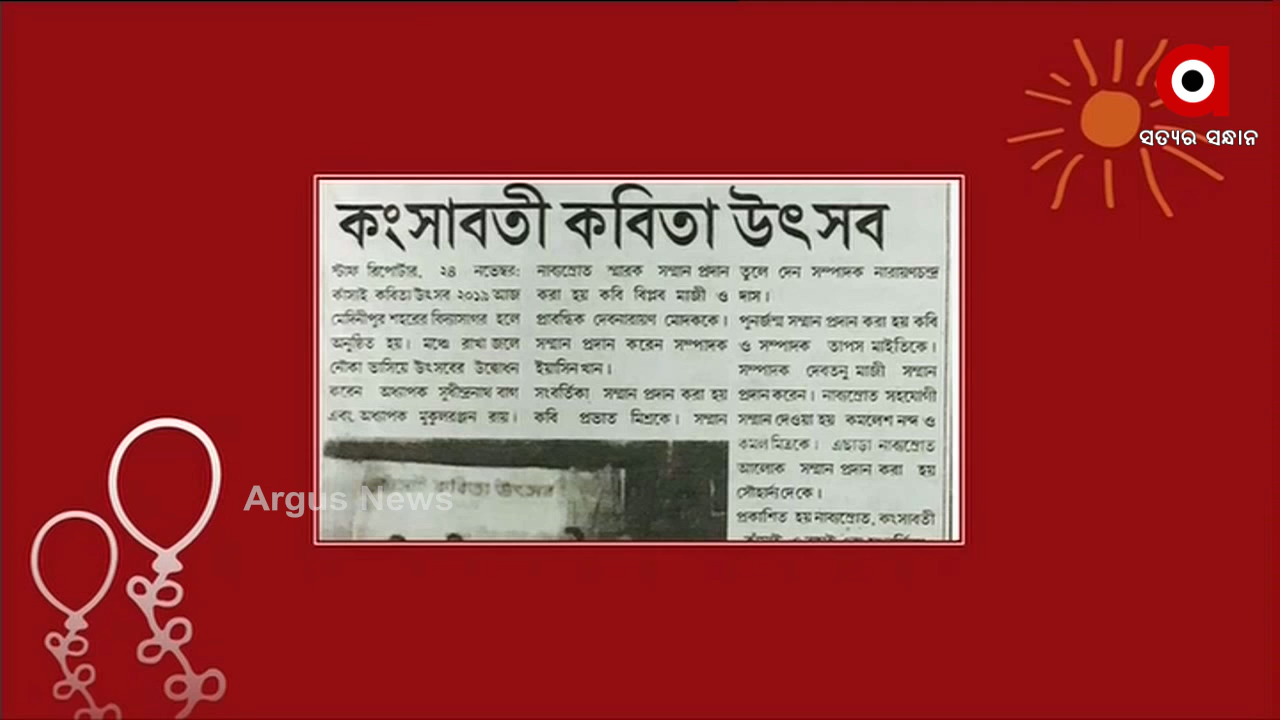 ସତ୍ୟର ସନ୍ଧାନ
কংসাবতী কবিতা উৎসব
স্টাফ রিপোর্টার, ২৪ নভেম্বর:
কাঁসাই কবিতা উৎসব ২০১৯ আজ
মেদিনীপুর শহরের বিদ্যাসাগর হলে
অনুষ্ঠিত হয়। মঞ্চে রাখা জলে
নৌকা ভাসিয়ে উৎসবের উদ্বোধন
করেন অধ্যাপক সুধীন্দ্রনাথ বাগ
এবং অধ্যাপক মুকুলরঞ্জন রায়।
নাব্যস্রোত স্মারক সম্মান প্রদান
করা হয় কবি বিপ্লব মাজী ও
প্রাবন্ধিক দেবনারায়ণ মোদককে।
সম্মান প্রদান করেন সম্পাদক
ইয়াসিন খান।
সংবর্তিকা সম্মান প্রদান করা হয়
কবি প্রভাত মিশ্রকে। সম্মান
তুলে দেন সম্পাদক নারায়ণচন্দ্র
দাস।
পুনর্জন্ম সম্মান প্রদান করা হয় কবি
ও সম্পাদক তাপস মাইতিকে।
সম্পাদক দেবতনু মাজী সম্মান
প্রদান করেন। নাব্যস্রোত সহযোগী
সম্মান দেওয়া হয় কমলেশ নন্দ ও
কমল মিত্রকে। এছাড়া নাব্যস্রোত
আলোক সম্মান প্রদান করা হয়
সৌহার্দ্য দে কে।
প্রকাশিত হয় নাব্যস্রোত, কংসাবতী
কবিতা উৎসব
Argus News